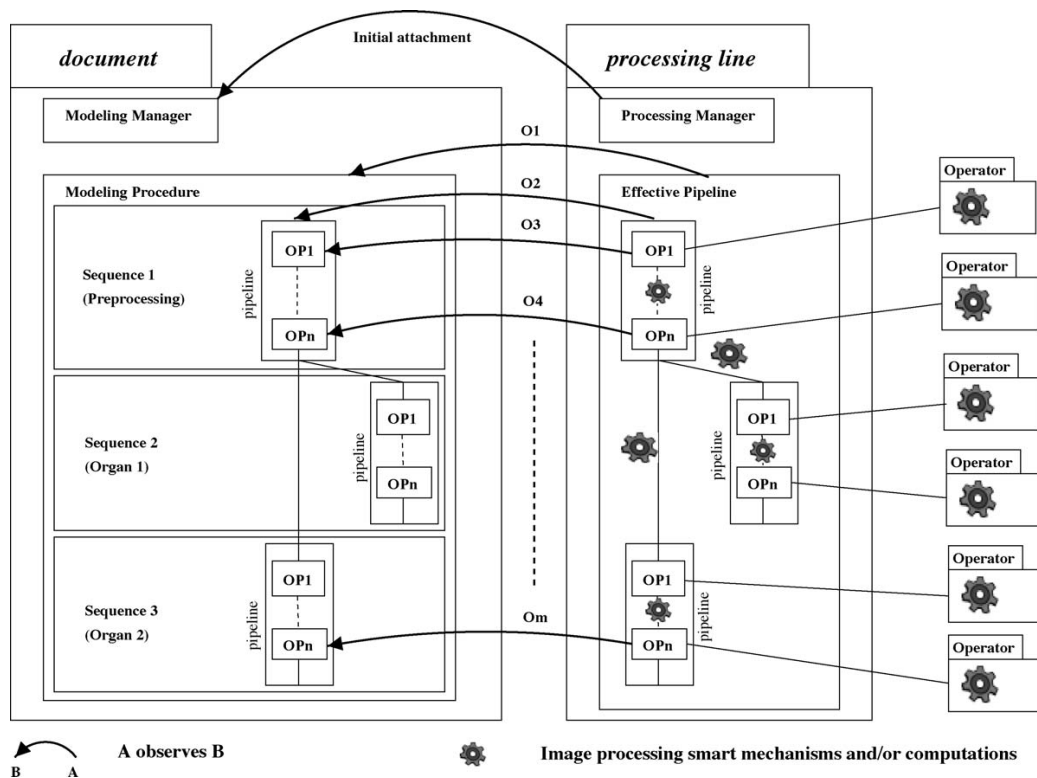 Initial attachment
document
processing line
Modeling Manager
Processing Manager
O1
Modeling Procedure
Effective Pipeline
O2
O3
O4
Om
Sequence 1
(Preprocessing)
pipeline
OP1
OPn
Sequence 2
(Organ 1)
pipeline
OP1
OPn
Sequence 3
(Organ 2)
pipeline
OP1
OPn
OP1
OPn
pipeline
OP1
OPn
pipeline
OP1
OPn
pipeline
Operator
Operator
Operator
Operator
Operator
Operator
B A
A observes B
Image processing smart mechanisms and/or computations